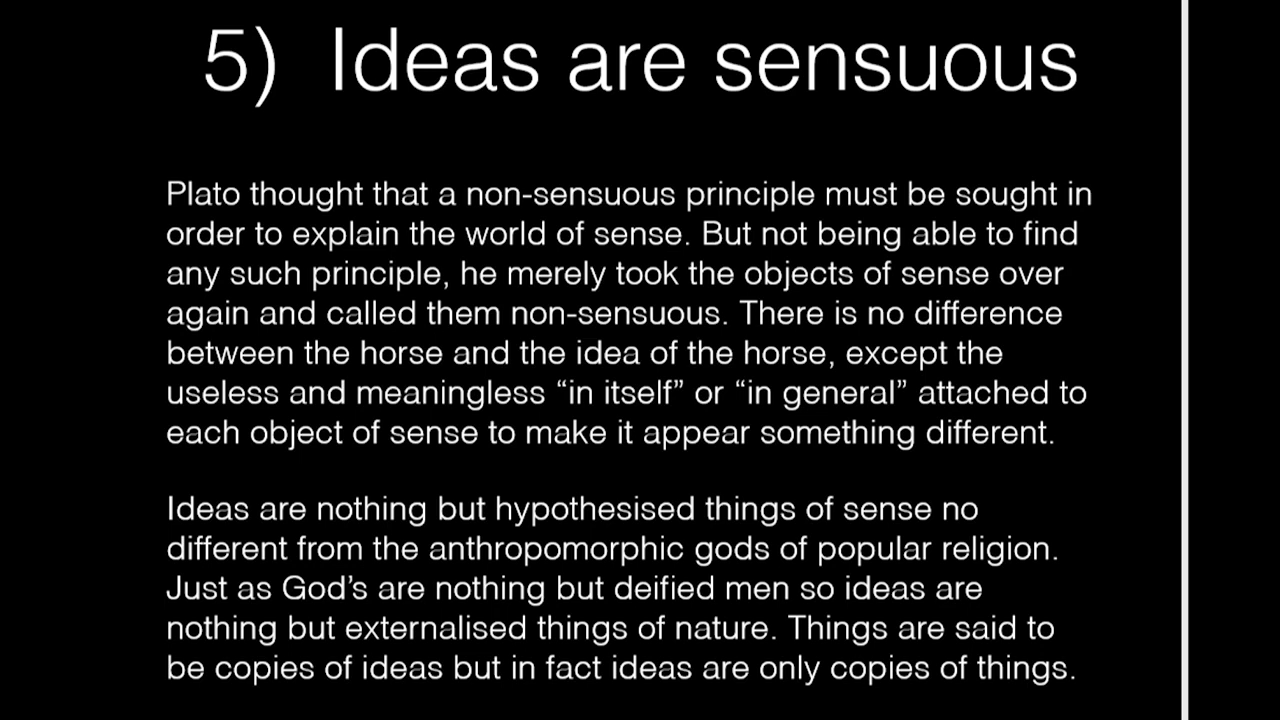 5) Ideas are sensuous
Plato thought that a non-sensuous principle must be sought in
order to explain the world of sense. But not being able to find
any such principle, he merely took the objects of sense over
again and called them non-sensuous. There is no difference
between the horse and the idea of the horse, except the
useless and meaningless “in itself” or “in general” attached to
each object of sense to make it appear something different.
Ideas are nothing but hypothesised things of sense no
different from the anthropomorphic gods of popular religion.
Just as God’s are nothing but deified men so ideas are
nothing but externalised things of nature. Things are said to
be copies of ideas but in fact ideas are only copies of things.